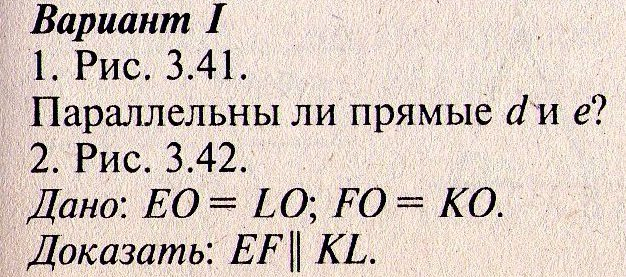 Вариант I
1. Рис. 3.41.
Параллельны ли прямые d и e?
2. Рис. 3.42.
Дано: EO = LO; FO = KO.
Доказать: EF ∥ KL.